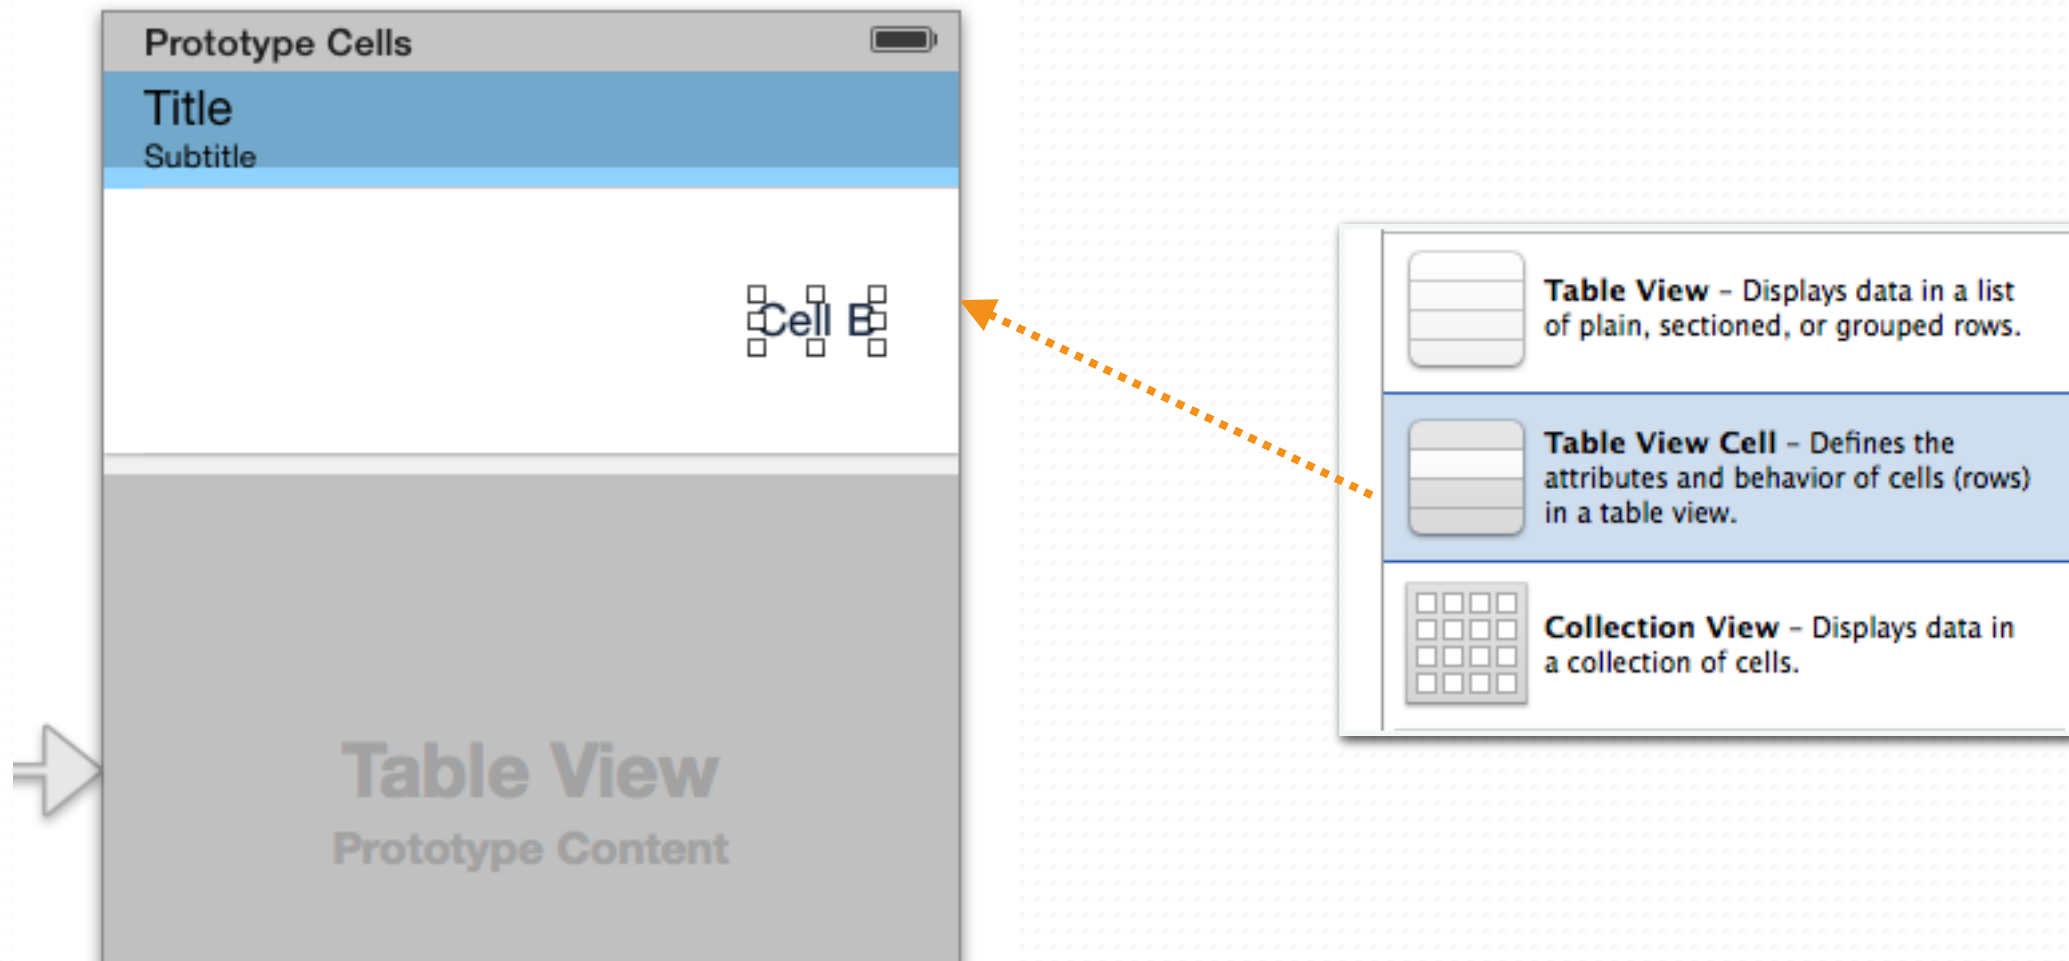 Prototype Cells
Title
Subtitle
Cell B
Table View
Prototype Content
Table View – Displays data in a list
of plain, sectioned, or grouped rows.
Table View Cell – Defines the
attributes and behavior of cells (rows)
in a table view.
Collection View – Displays data in
a collection of cells.